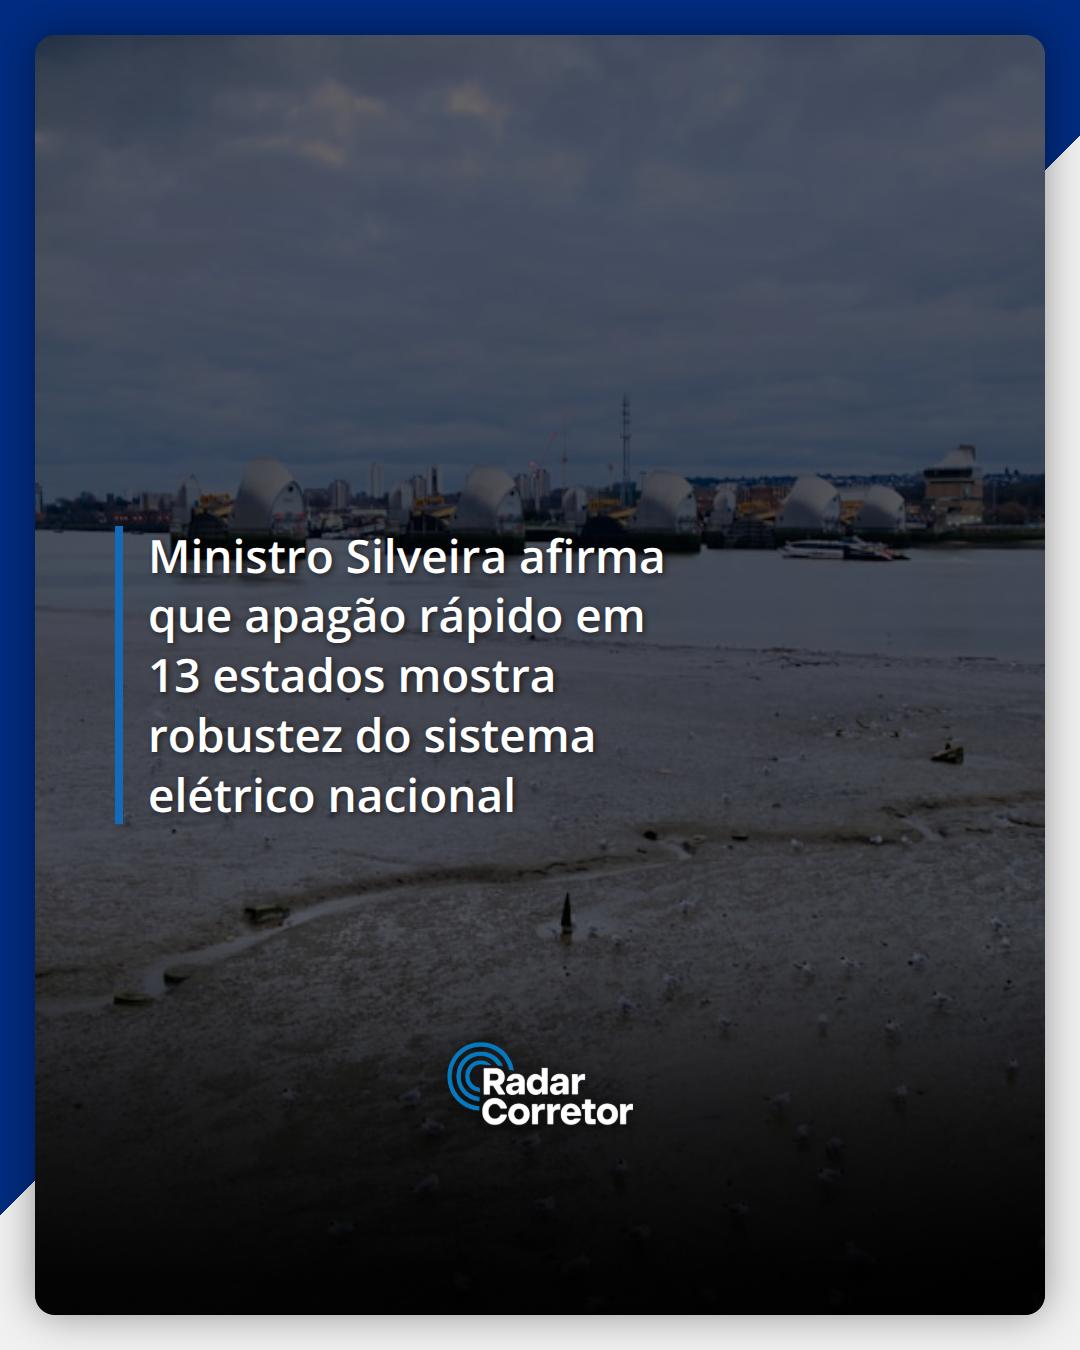 Ministro Silveira afirma
que apagão rápido em
13 estados mostra
robustez do sistema
elétrico nacional
Radar
Corretor